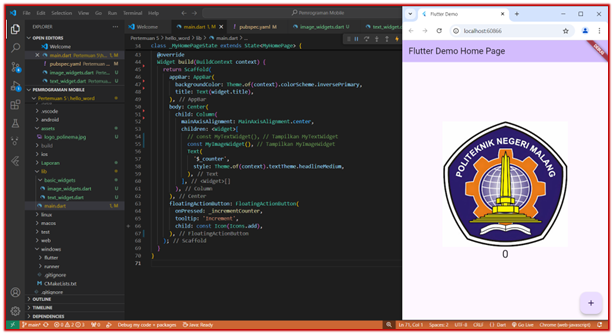 File Edit Selection View Go Run
Pemrograman Mobile
EXPLORER
OPEN EDITORS
Welcome
main.dart Pertemuan 5\hello_word\... 5, M
pubspec.yaml Pertemuan 5\...
image_widgets.dart Pertemuan 5\...
text_widget.dart Pertemuan 5\...
PEMROGRAMAN MOBILE
Pertemuan 5 \ hello_word
.vscode
android
assets
logo_polinema.jpg
build
ios
Laporan
lib
basic_widgets
image_widgets.dart
text_widget.dart
main.dart 5, M
linux
macos
test
web
windows
flutter
runner
.gitignore
CMakeLists.txt
.gitignore
OUTLINE
TIMELINE
DEPENDENCIES
Welcome
main.dart 5, M
pubspec.yaml M
image_widgets.dart
text_widget.dart
Pertemuan 5 > hello_word > lib > main.dart > ...
class _MyHomePageState extends State<MyHomePage> {
@override
Widget build(BuildContext context) {
return Scaffold(
appBar: AppBar(
backgroundColor: Theme.of(context).colorScheme.inversePrimary,
title: Text(widget.title),
), // AppBar
body: Center(
child: Column(
mainAxisAlignment: MainAxisAlignment.center,
children: <Widget>[
// const MyTextWidget(), // Tampilkan MyTextWidget
const MyImageWidget(), // Tampilkan MyImageWidget
Text(
'$_counter',
style: Theme.of(context).textTheme.headlineMedium,
), // Text
], // <Widget>[]
), // Column
), // Center
floatingActionButton: FloatingActionButton(
onPressed: _incrementCounter,
tooltip: 'Increment',
child: const Icon(Icons.add),
), // FloatingActionButton
); // Scaffold
}
}
71
main*
Debug my code + packages
Java: Ready
Ln 71, Col 1
Spaces: 2
UTF-8
CRLF
Dart
Go Live
Chrome (web-javascript)
Flutter Demo
localhost:60866
Flutter Demo Home Page
DEBUG
POLITEKNIK NEGERI MALANG
0
+